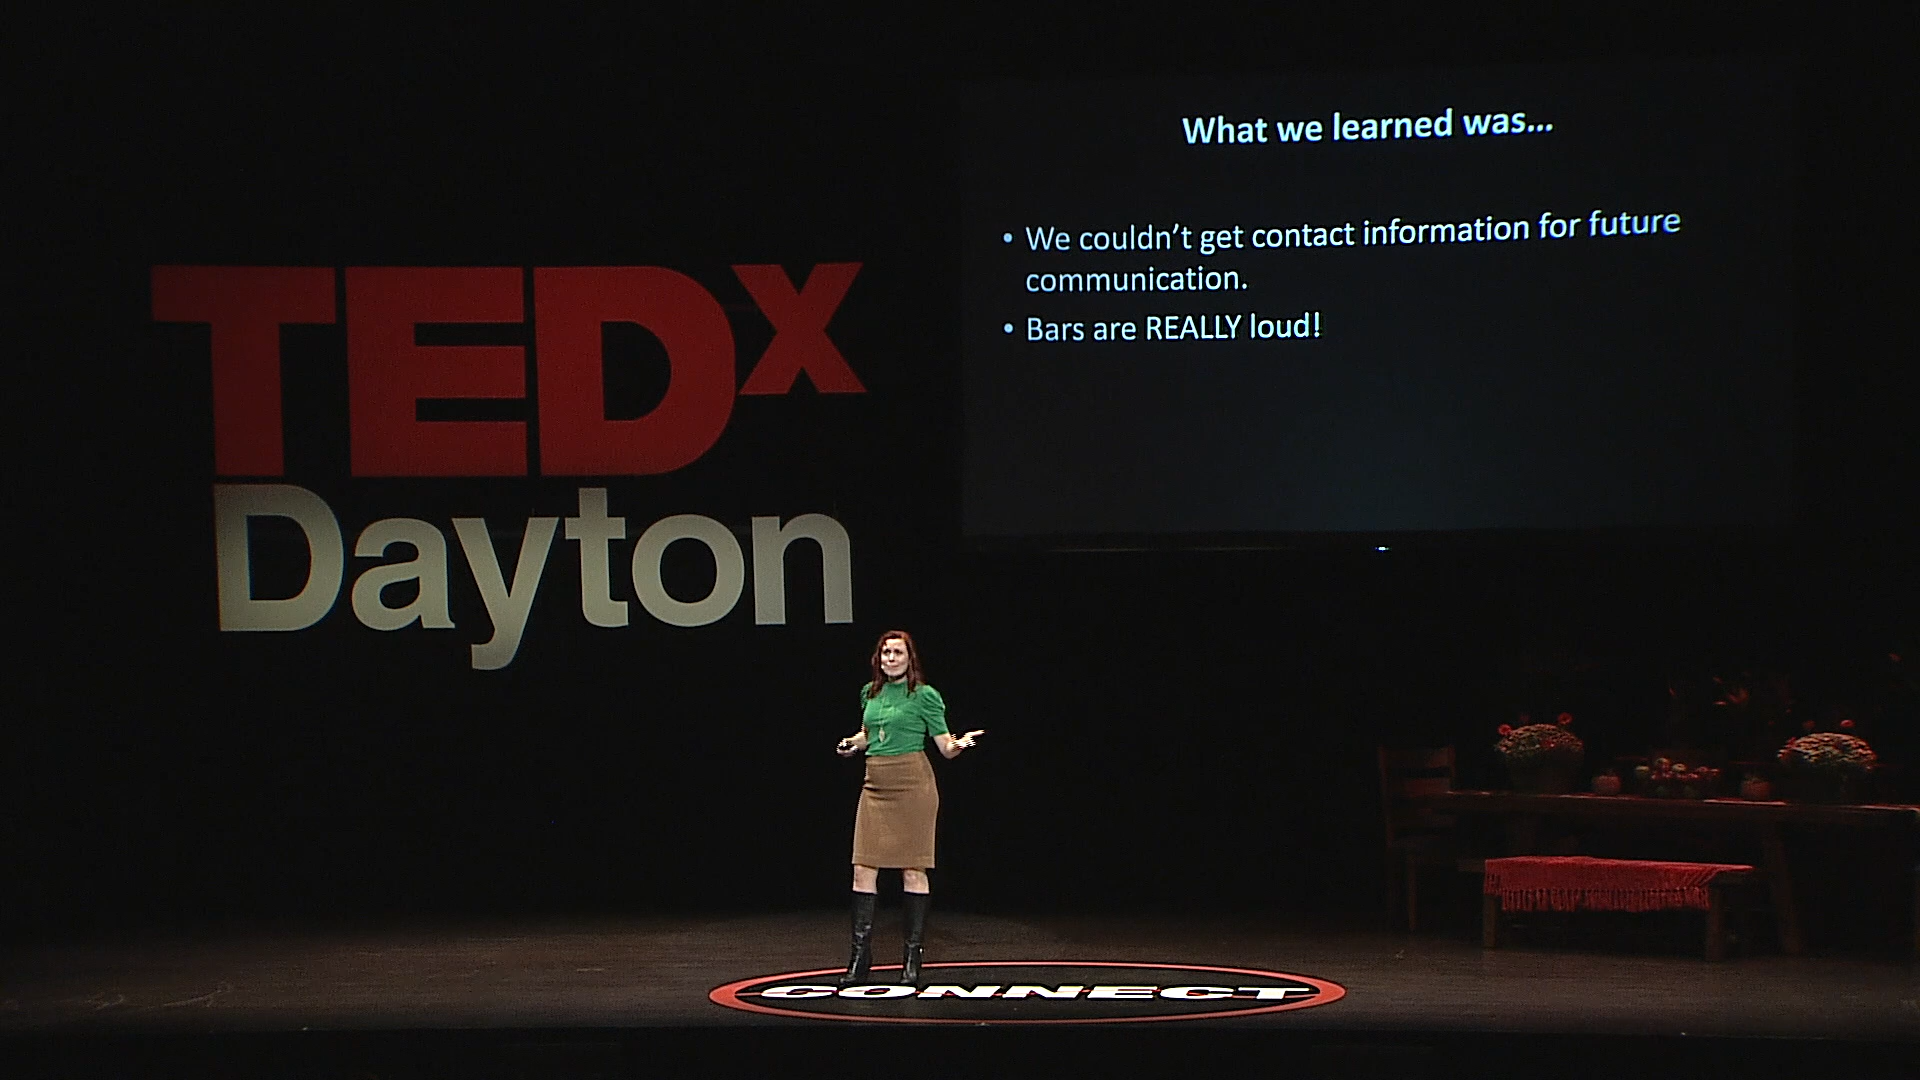 What we learned was...
• We couldn't get contact information for future
communication.
• Bars are REALLY loud!
TEDx
Dayton
CONNECT